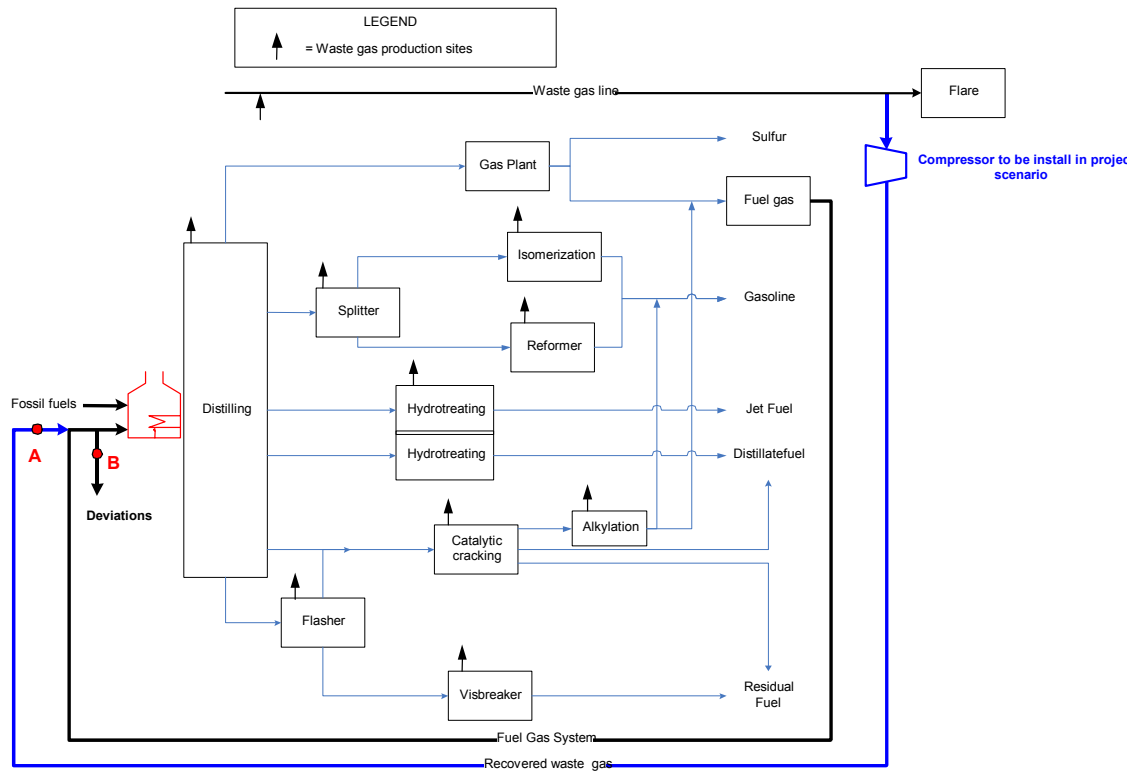 LEGEND
= Waste gas production sites
Waste gas line
Flare
Sulfur
Gas Plant
Compressor to be install in projec
scenario
Fuel gas
Isomerization
Splitter
Gasoline
Reformer
Fossil fuels
Distilling
Hydrotreating
Jet Fuel
A
B
Hydrotreating
Distillatefuel
Deviations
Alkylation
Catalytic
cracking
Flasher
Visbreaker
Residual
Fuel
Fuel Gas System
Recovered waste gas